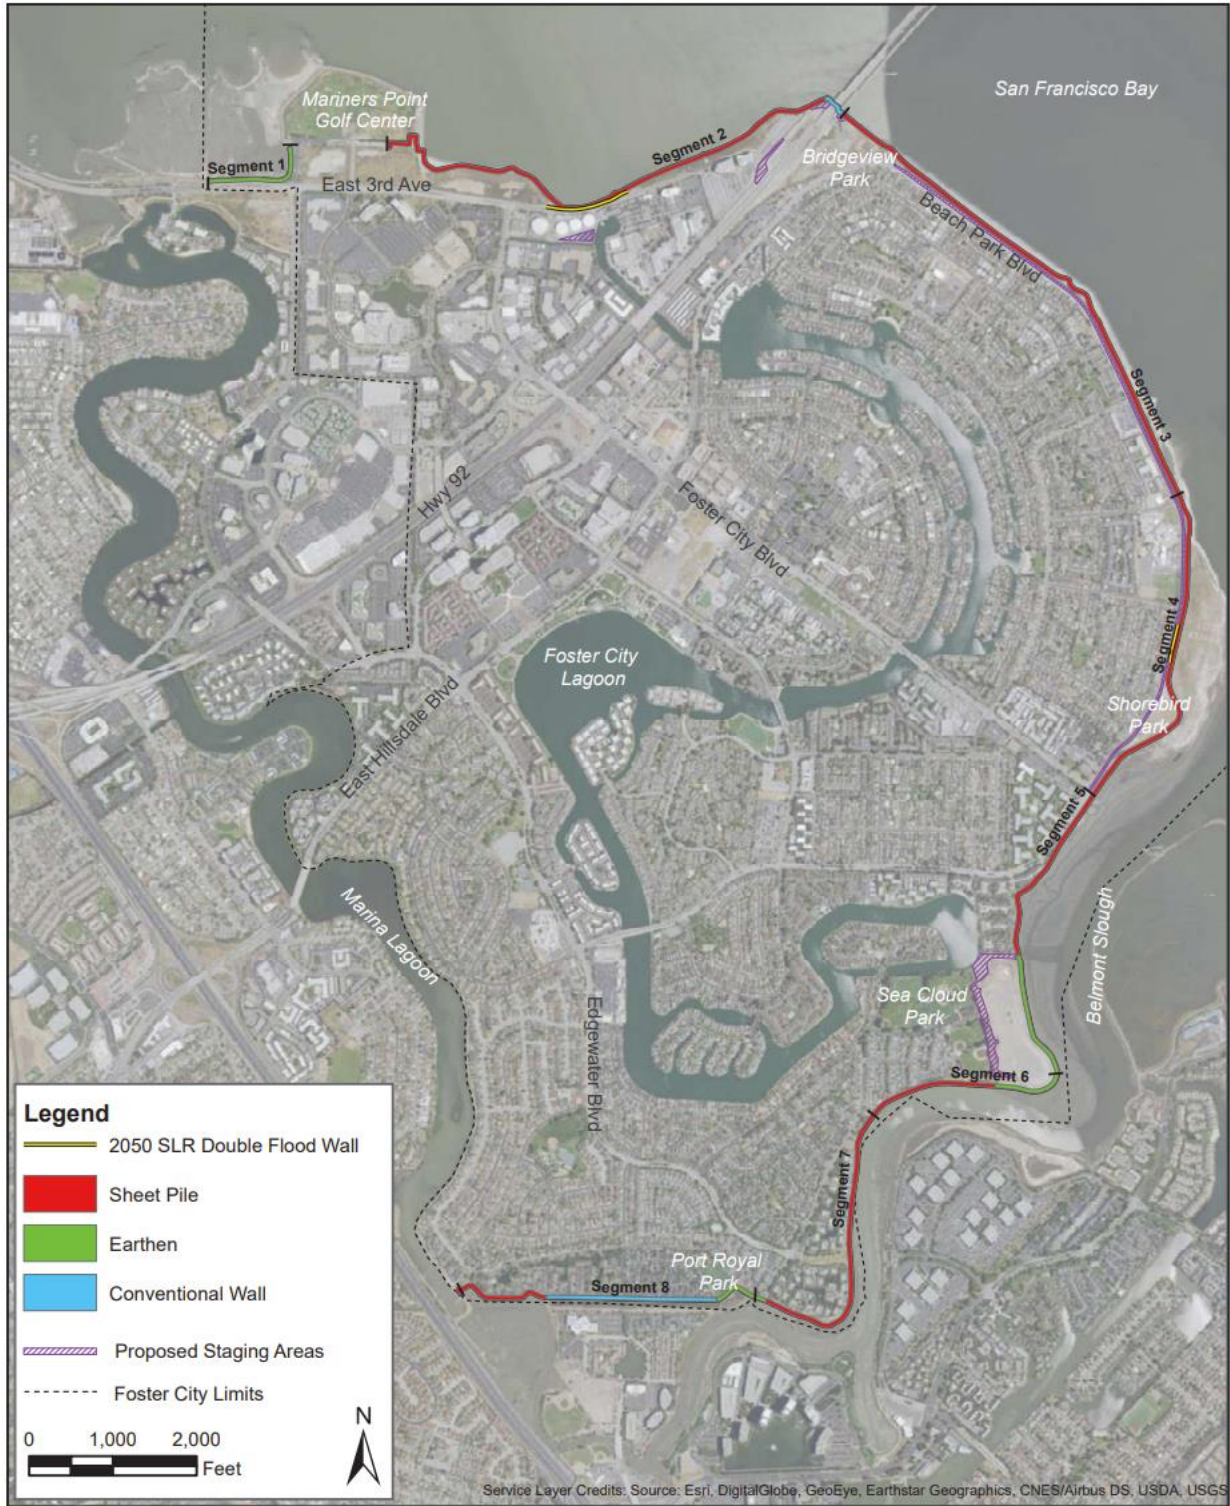 San Francisco Bay
Mariners Point
Golf Center
Segment 1
Segment 2
East 3rd Ave
Bridgeview
Park
Beach Park Blvd
Segment 3
Hwy 92
Foster City Blvd
Segment 4
Foster City
Lagoon
Shorebird
Park
East Hillsdale Blvd
Segment 5
Marina Lagoon
Belmont Slough
Sea Cloud
Park
Edgewater Blvd
Segment 6
Segment 7
Port Royal
Park
Segment 8
Legend
2050 SLR Double Flood Wall
Sheet Pile
Earthen
Conventional Wall
Proposed Staging Areas
Foster City Limits
N
0 1,000 2,000
Feet
Service Layer Credits: Source: Esri, DigitalGlobe, GeoEye, Earthstar Geographics, CNES/Airbus DS, USDA,